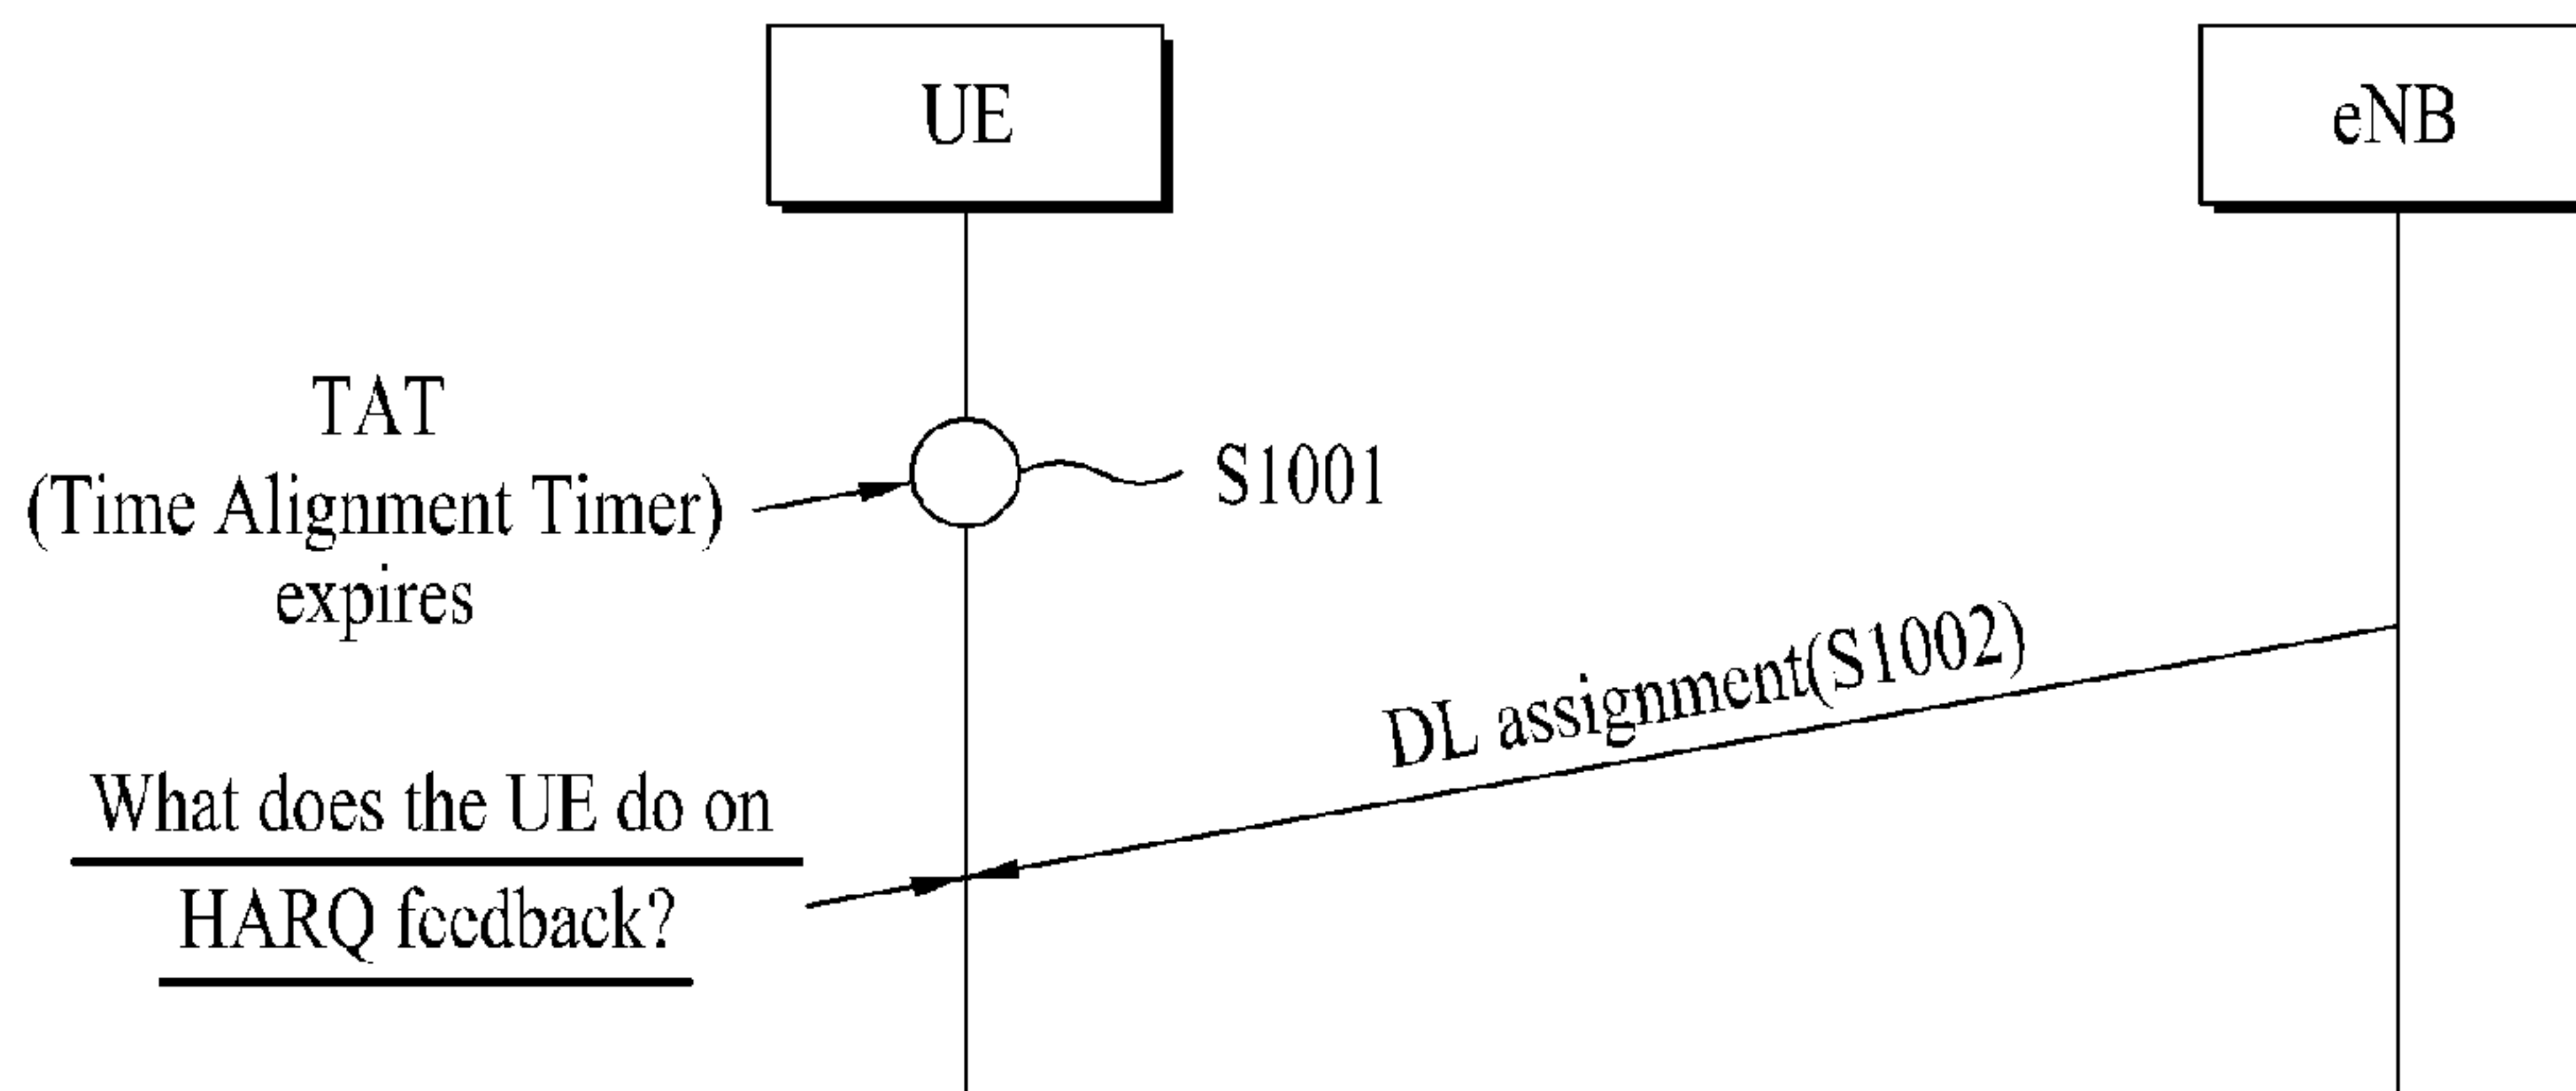 UE
eNB
TAT
(Time Alignment Timer)
expires
S1001
DL assignment(S1002)
What does the UE do on
HARQ feedback?